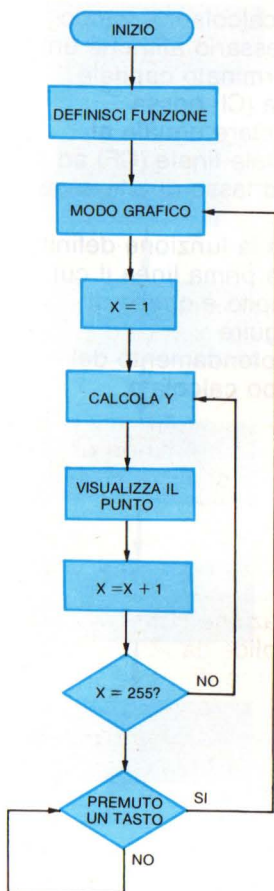 INIZIO
DEFINISCI FUNZIONE
MODO GRAFICO
X = 1
CALCOLA Y
VISUALIZZA IL
PUNTO
X =X + 1
X = 255?
NO
PREMUTO
UN TASTO
SI
NO